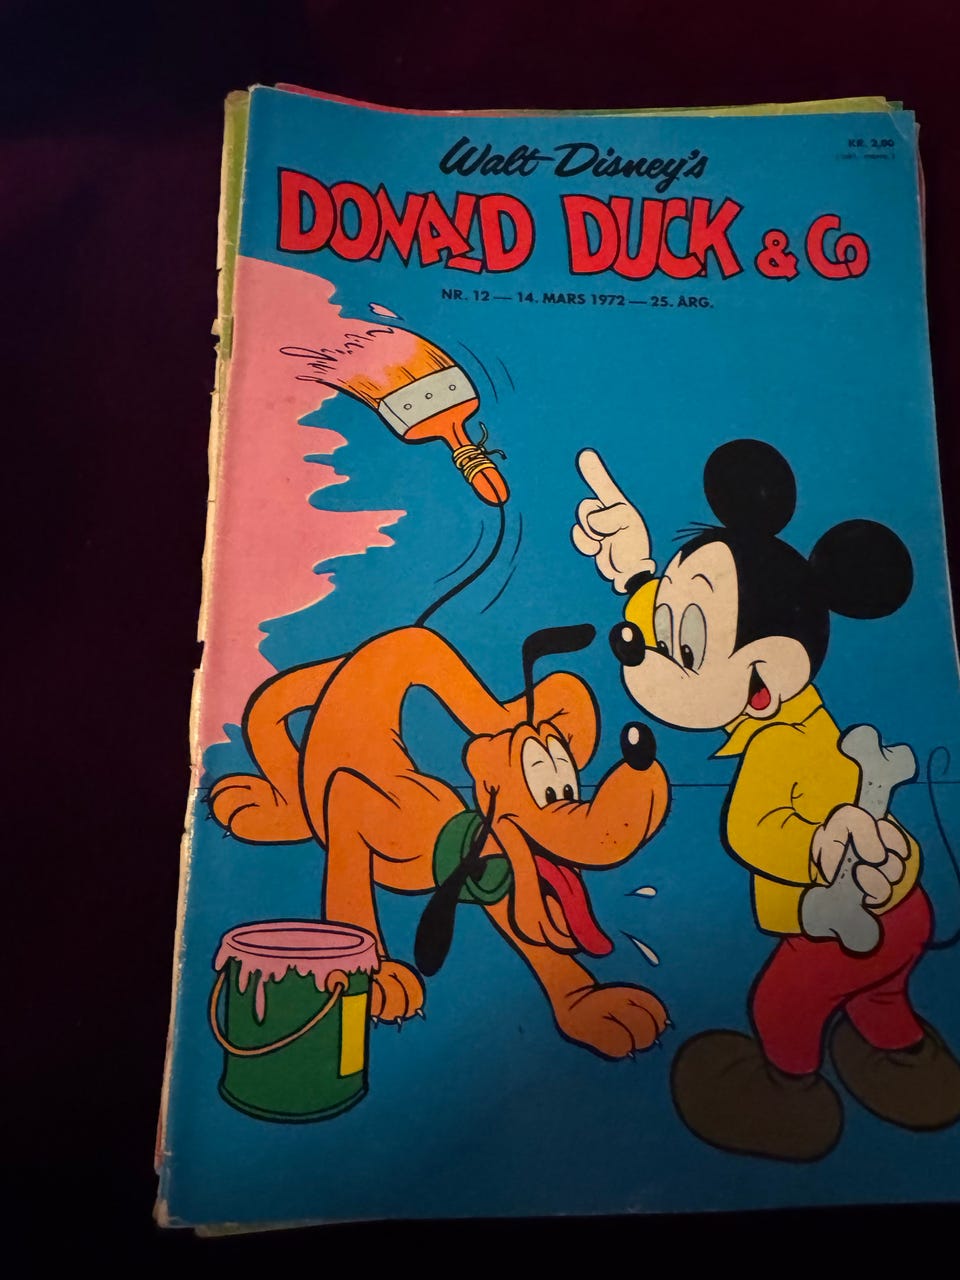 Walt Disney's
KR. 2,00
DONALD DUCK & Co
NR. 12 — 14. MARS 1972 — 25. ÅRG.